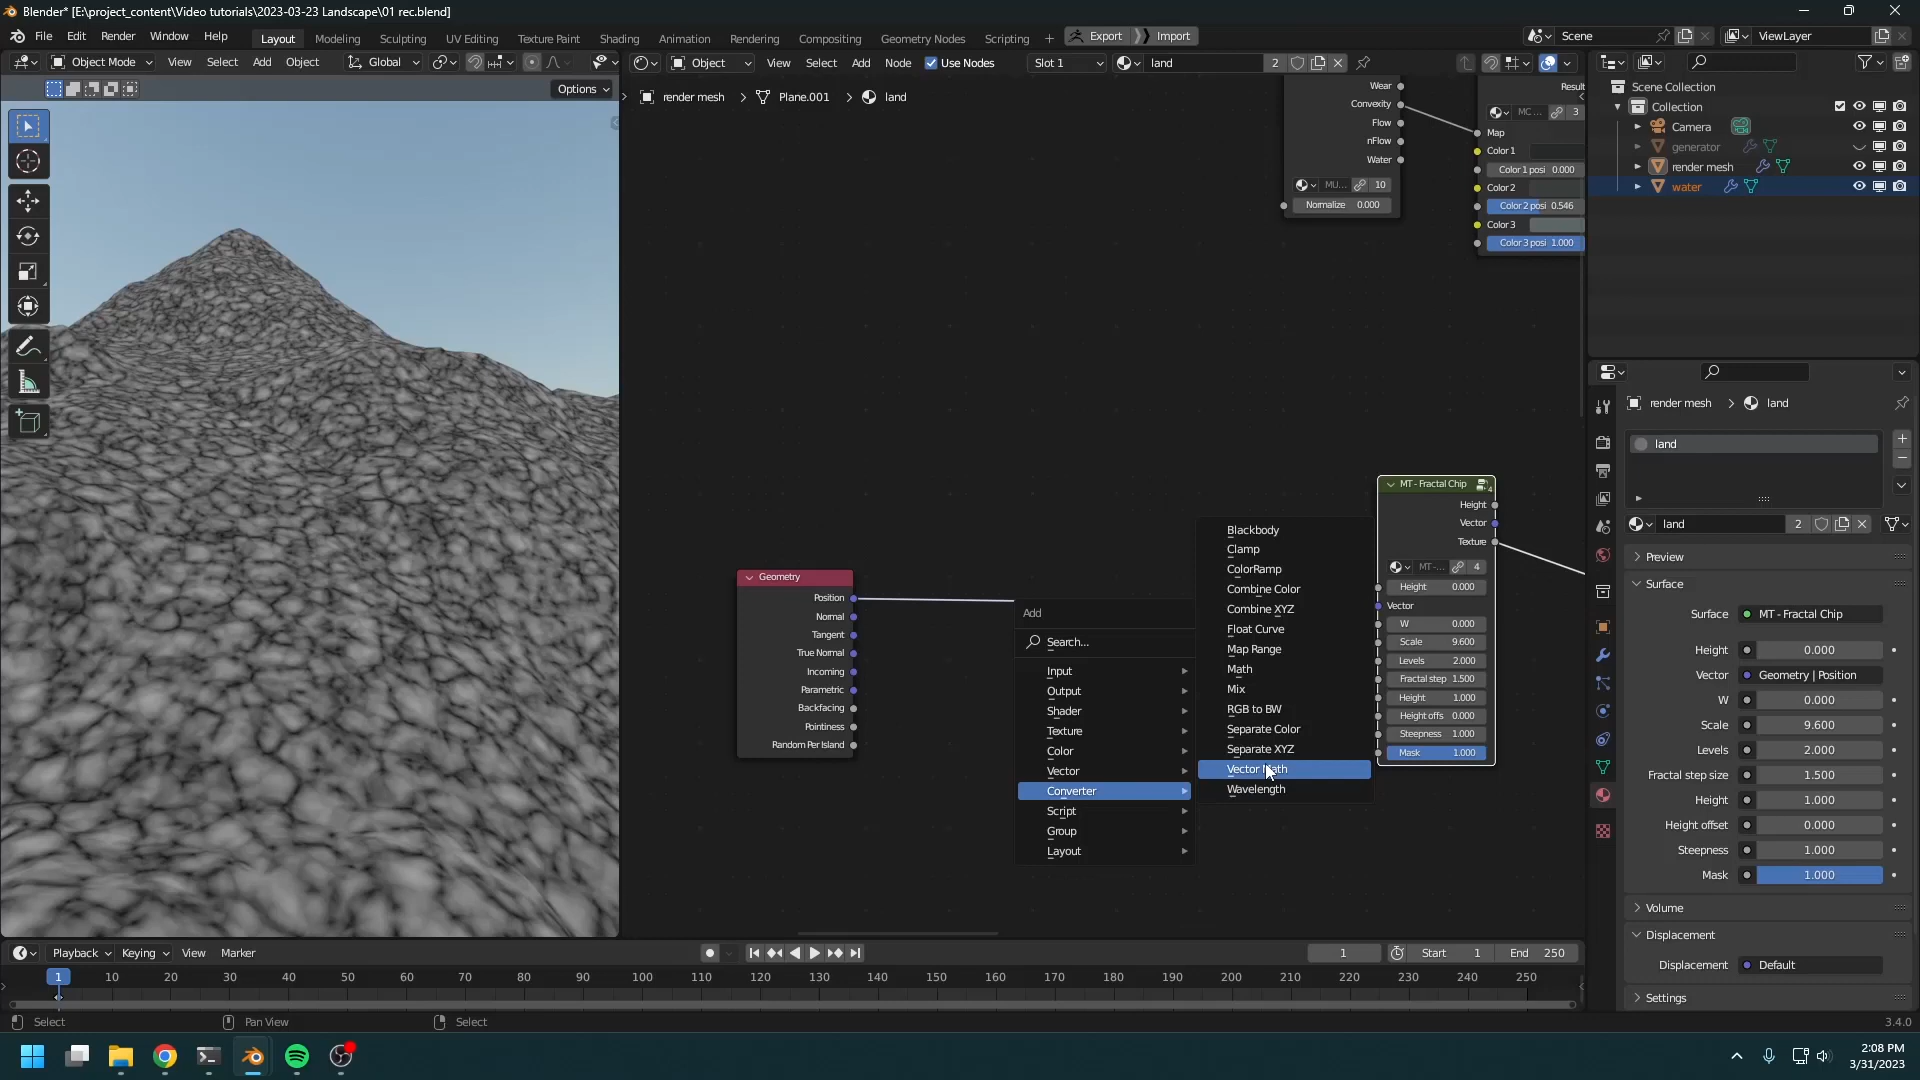 Blender* [E:\project_content\Video tutorials\2023-03-23 Landscape\01 rec.blend]
File Edit Render Window Help
Layout Modeling Sculpting UV Editing Texture Paint Shading Animation Rendering Compositing Geometry Nodes Scripting +
Export Import
Scene
ViewLayer
Object Mode View Select Add Object Global
Options
Object View Select Add Node Use Nodes Slot 1 land 2
render mesh > Plane.001 > land
Wear
Convexity
Flow
nFlow
Water
MU... 10
Normalize 0.000
Result
MC ... 3
Map
Color 1
Color 1 posi 0.000
Color 2
Color 2 posi 0.546
Color 3
Color 3 posi 1.000
Geometry
Position
Normal
Tangent
True Normal
Incoming
Parametric
Backfacing
Pointiness
Random Per Island
Add
Search...
Input
Output
Shader
Texture
Color
Vector
Converter
Script
Group
Layout
Blackbody
Clamp
ColorRamp
Combine Color
Combine XYZ
Float Curve
Map Range
Math
Mix
RGB to BW
Separate Color
Separate XYZ
Vector Math
Wavelength
MT - Fractal Chip 4
Height
Vector
Texture
MT -... 4
Height 0.000
Vector
W 0.000
Scale 9.600
Levels 2.000
Fractal step 1.500
Height 1.000
Height offs 0.000
Steepness 1.000
Mask 1.000
Scene Collection
Collection
Camera
generator
render mesh
water
render mesh > land
land
land 2
Preview
Surface
Surface MT - Fractal Chip
Height 0.000
Vector Geometry | Position
W 0.000
Scale 9.600
Levels 2.000
Fractal step size 1.500
Height 1.000
Height offset 0.000
Steepness 1.000
Mask 1.000
Volume
Displacement
Displacement Default
Settings
Playback Keying View Marker
1 Start 1 End 250
1 10 20 30 40 50 60 70 80 90 100 110 120 130 140 150 160 170 180 190 200 210 220 230 240 250
Select Pan View Select
3.4.0
2:08 PM
3/31/2023